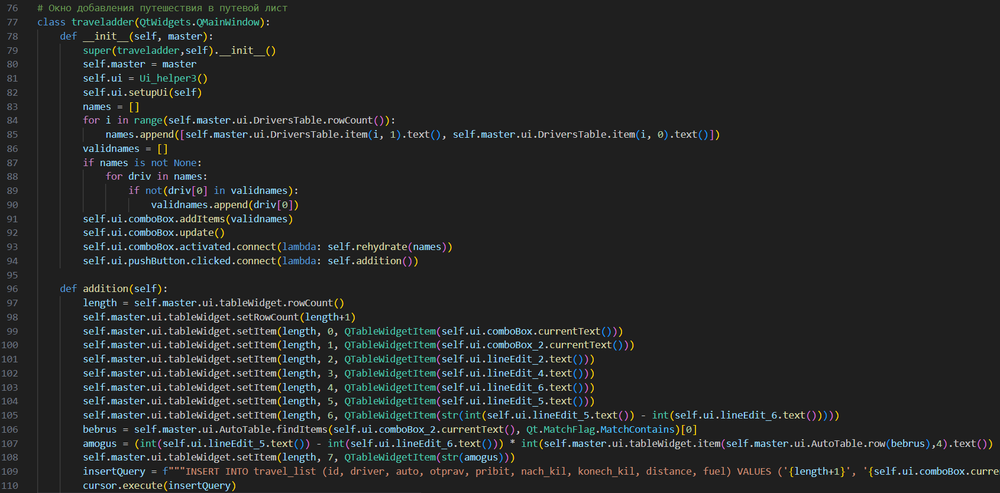 76 # Окно добавления путешествия в путевой лист
77 class traveladder(QtWidgets.QMainWindow):
78     def __init__(self, master):
79         super(traveladder,self).__init__()
80         self.master = master
81         self.ui = Ui_helper3()
82         self.ui.setupUi(self)
83         names = []
84         for i in range(self.master.ui.DriversTable.rowCount()):
85             names.append([self.master.ui.DriversTable.item(i, 1).text(), self.master.ui.DriversTable.item(i, 0).text()])
86         validnames = []
87         if names is not None:
88             for driv in names:
89                 if not(driv[0] in validnames):
90                     validnames.append(driv[0])
91         self.ui.comboBox.addItems(validnames)
92         self.ui.comboBox.update()
93         self.ui.comboBox.activated.connect(lambda: self.rehydrate(names))
94         self.ui.pushButton.clicked.connect(lambda: self.addition())
95
96     def addition(self):
97         length = self.master.ui.tableWidget.rowCount()
98         self.master.ui.tableWidget.setRowCount(length+1)
99         self.master.ui.tableWidget.setItem(length, 0, QTableWidgetItem(self.ui.comboBox.currentText()))
100         self.master.ui.tableWidget.setItem(length, 1, QTableWidgetItem(self.ui.comboBox_2.currentText()))
101         self.master.ui.tableWidget.setItem(length, 2, QTableWidgetItem(self.ui.lineEdit_2.text()))
102         self.master.ui.tableWidget.setItem(length, 3, QTableWidgetItem(self.ui.lineEdit_4.text()))
103         self.master.ui.tableWidget.setItem(length, 4, QTableWidgetItem(self.ui.lineEdit_6.text()))
104         self.master.ui.tableWidget.setItem(length, 5, QTableWidgetItem(self.ui.lineEdit_5.text()))
105         self.master.ui.tableWidget.setItem(length, 6, QTableWidgetItem(str(int(self.ui.lineEdit_5.text()) - int(self.ui.lineEdit_6.text()))))
106         bebrus = self.master.ui.AutoTable.findItems(self.ui.comboBox_2.currentText(), Qt.MatchFlag.MatchContains)[0]
107         amogus = (int(self.ui.lineEdit_5.text()) - int(self.ui.lineEdit_6.text())) * int(self.master.ui.tableWidget.item(self.master.ui.AutoTable.row(bebrus),4).text())
108         self.master.ui.tableWidget.setItem(length, 7, QTableWidgetItem(str(amogus)))
109         insertQuery = f"""INSERT INTO travel_list (id, driver, auto, otprav, pribit, nach_kil, konech_kil, distance, fuel) VALUES ('{length+1}', '{self.ui.comboBox.curre
110         cursor.execute(insertQuery)